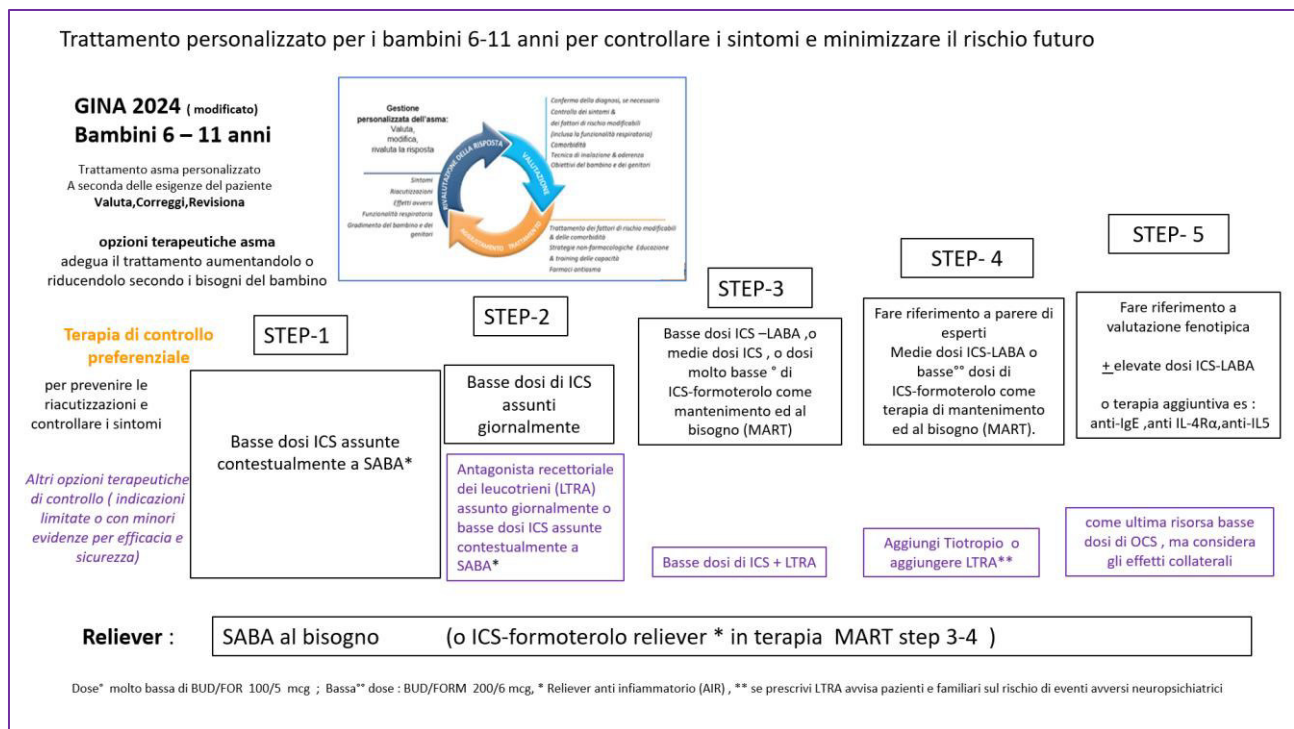 Trattamento personalizzato per i bambini 6-11 anni per controllare i sintomi e minimizzare il rischio futuro
GINA 2024 ( modificato)
Bambini 6 – 11 anni
Trattamento asma personalizzato
A seconda delle esigenze del paziente
Valuta,Correggi,Revisiona
opzioni terapeutiche asma
adegua il trattamento aumentandolo o
riducendolo secondo i bisogni del bambino
Gestione
personalizzata dell'asma:
Valuta,
modifica,
rivaluta la risposta
Conferma della diagnosi, se necessario
Controllo dei sintomi &
dei fattori di rischio modificabili
(inclusa la funzionalità respiratoria)
Comorbidità
Tecnica di inalazione & aderenza
Obiettivi del bambino e dei genitori
RIVALUTAZIONE DELLA RISPOSTA
VALUTAZIONE
TRATTAMENTO
Sintomi
Riacutizzazioni
Effetti avversi
Funzionalità respiratoria
Gradimento del bambino e dei
genitori
Trattamento dei fattori di rischio modificabili
& delle comorbidità
Strategie non-farmacologiche Educazione
& training delle capacità
Farmaci antiasma
Terapia di controllo
preferenziale
per prevenire le
riacutizzazioni e
controllare i sintomi
Altri opzioni terapeutiche
di controllo ( indicazioni
limitate o con minori
evidenze per efficacia e
sicurezza)
STEP-1
Basse dosi ICS assunte
contestualmente a SABA*
STEP-2
Basse dosi di ICS
assunti
giornalmente
Antagonista recettoriale
dei leucotrieni (LTRA)
assunto giornalmente o
basse dosi ICS assunte
contestualmente a
SABA*
STEP-3
Basse dosi ICS –LABA ,o
medie dosi ICS , o dosi
molto basse ° di
ICS-formoterolo come
mantenimento ed al
bisogno (MART)
Basse dosi di ICS + LTRA
STEP- 4
Fare riferimento a parere di
esperti
Medie dosi ICS-LABA o
basse°° dosi di
ICS-formoterolo come
terapia di mantenimento
ed al bisogno (MART).
Aggiungi Tiotropio o
aggiungere LTRA**
STEP- 5
Fare riferimento a
valutazione fenotipica
+ elevate dosi ICS-LABA
o terapia aggiuntiva es :
anti-IgE ,anti IL-4Rα,anti-IL5
come ultima risorsa basse
dosi di OCS , ma considera
gli effetti collaterali
Reliever :
SABA al bisogno (o ICS-formoterolo reliever * in terapia MART step 3-4 )
Dose° molto bassa di BUD/FOR 100/5 mcg ; Bassa°° dose : BUD/FORM 200/6 mcg, * Reliever anti infiammatorio (AIR) , ** se prescrivi LTRA avvisa pazienti e familiari sul rischio di eventi avversi neuropsichiatrici